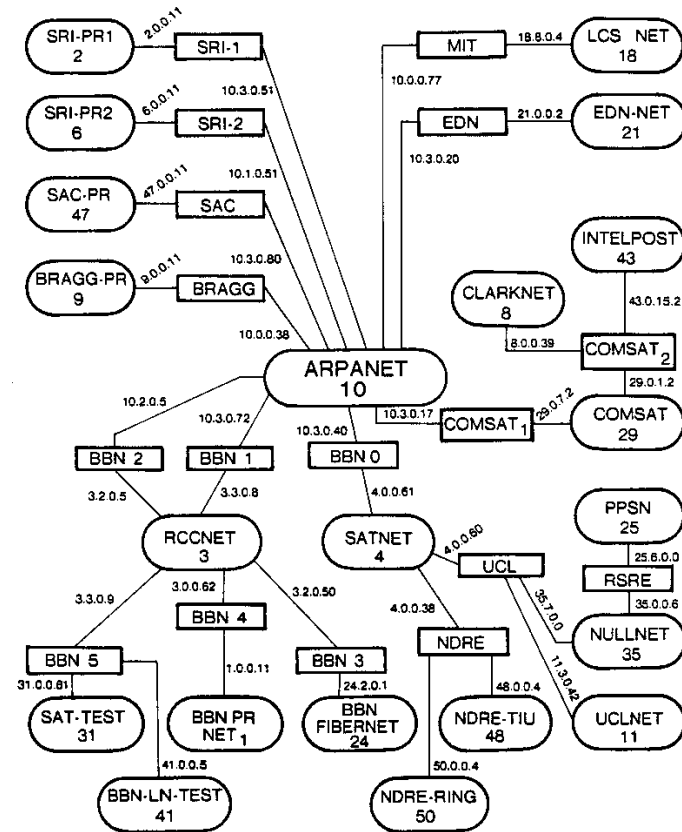 SRI-PR1
2
2.0.0.11
SRI-1
10.3.0.51
MIT
10.0.0.77
18.8.0.4
LCS NET
18
SRI-PR2
6
6.0.0.11
SRI-2
10.1.0.51
EDN
10.3.0.20
21.0.0.2
EDN-NET
21
SAC-PR
47
47.0.0.11
SAC
10.3.0.80
BRAGG-PR
9
9.0.0.11
BRAGG
10.0.0.38
INTELPOST
43
43.0.15.2
CLARKNET
8
8.0.0.39
COMSAT2
29.0.1.2
ARPANET
10
10.3.0.17
COMSAT1
29.0.7.2
COMSAT
29
10.2.0.5
BBN 2
3.2.0.5
10.3.0.72
BBN 1
3.3.0.8
10.3.0.40
BBN 0
4.0.0.61
RCCNET
3
SATNET
4
4.0.0.60
UCL
PPSN
25
25.6.0.0
RSRE
35.0.0.6
35.7.0.0
NULLNET
35
11.3.0.42
UCLNET
11
3.3.0.9
BBN 5
31.0.0.61
SAT-TEST
31
41.0.0.5
BBN-LN-TEST
41
3.0.0.62
BBN 4
1.0.0.11
BBN PR
NET1
3.2.0.50
BBN 3
24.2.0.1
BBN
FIBERNET
24
4.0.0.38
NDRE
48.0.0.4
NDRE-TIU
48
50.0.0.4
NDRE-RING
50